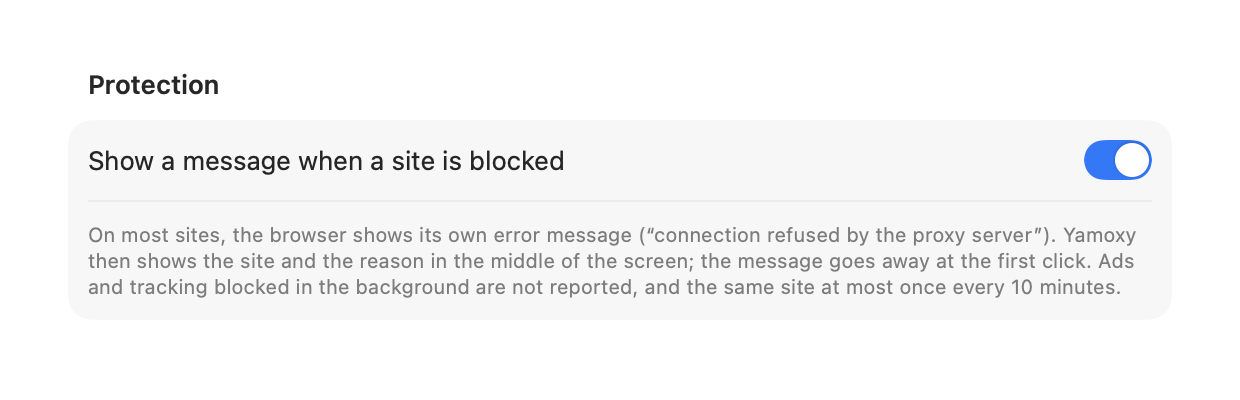 Protection
Show a message when a site is blocked
On most sites, the browser shows its own error message (“connection refused by the proxy server”). Yamoxy
then shows the site and the reason in the middle of the screen; the message goes away at the first click. Ads
and tracking blocked in the background are not reported, and the same site at most once every 10 minutes.